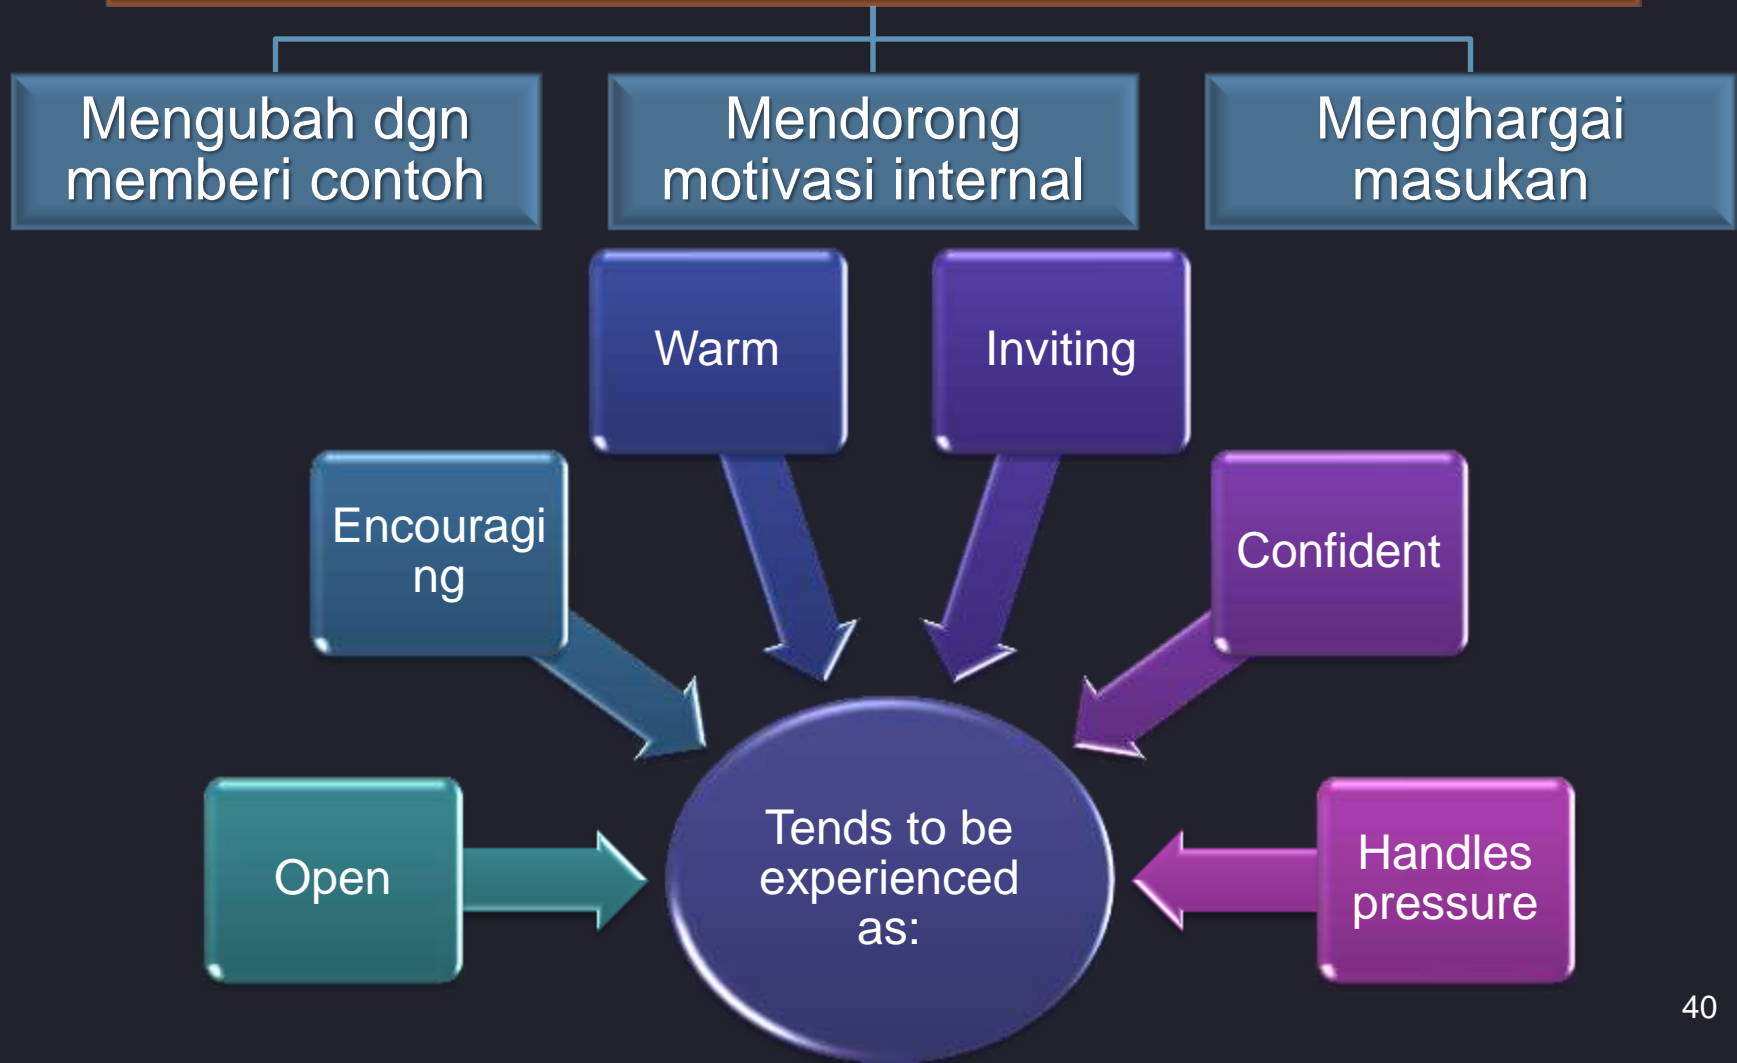 Mengubah dgn
memberi contoh
Mendorong
motivasi internal
Menghargai
masukan
Warm
Inviting
Encouragi
ng
Confident
Open
Tends to be
experienced
as:
Handles
pressure
40